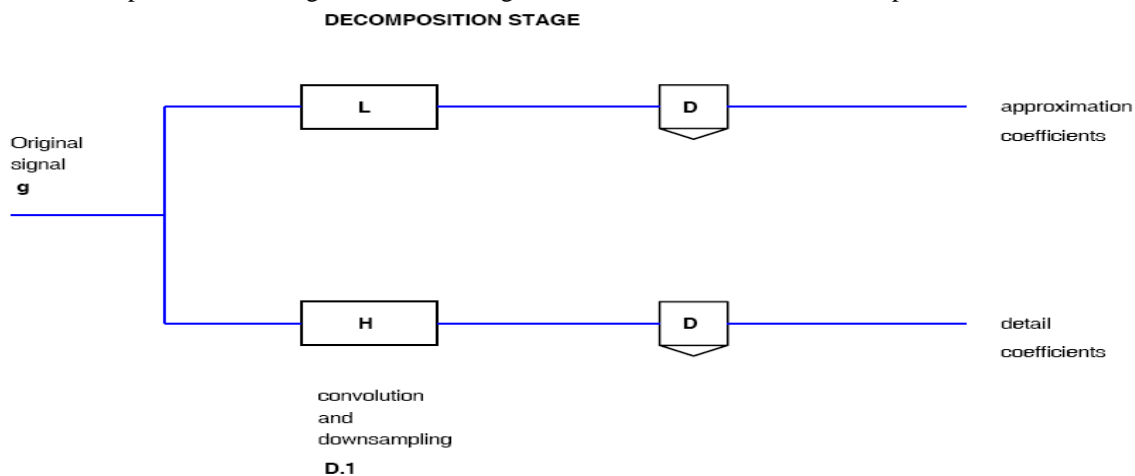 DECOMPOSITION STAGE
L
D
approximation
coefficients
Original
signal
g
H
D
detail
coefficients
convolution
and
downsampling
D.1